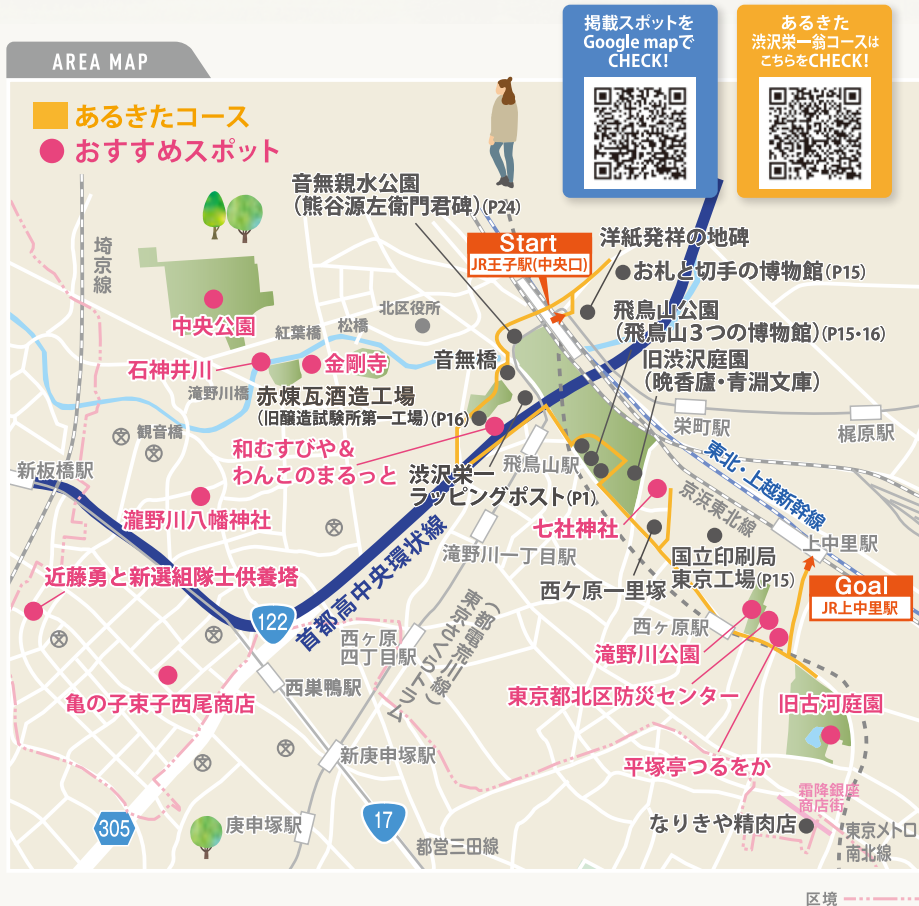 掲載スポットを
Google mapで
CHECK!
あるきた
渋沢栄一翁コースは
こちらをCHECK!
AREA MAP
あるきたコース
おすすめスポット
音無親水公園
（熊谷源左衛門君碑）(P24)
Start
JR王子駅(中央口)
洋紙発祥の地碑
お札と切手の博物館(P15)
埼京線
中央公園
北区役所
飛鳥山公園
（飛鳥山3つの博物館）(P15・16)
紅葉橋
松橋
石神井川
金剛寺
音無橋
旧渋沢庭園
（晩香廬・青淵文庫）
滝野川橋
赤煉瓦酒造工場
(旧醸造試験所第一工場)(P16)
観音橋
栄町駅
梶原駅
和むすびや＆
わんこのまるっと
飛鳥山駅
渋沢栄一
ラッピングポスト(P1)
東北・上越新幹線
新板橋駅
京浜東北線
瀧野川八幡神社
七社神社
首都高中央環状線
滝野川一丁目駅
上中里駅
国立印刷局
東京工場(P15)
近藤勇と新選組隊士供養塔
西ケ原一里塚
Goal
JR上中里駅
122
西ヶ原
四丁目駅
（都電荒川線）
東京さくらトラム
西ヶ原駅
滝野川公園
亀の子束子西尾商店
西巣鴨駅
東京都北区防災センター
旧古河庭園
新庚申塚駅
平塚亭つるをか
霜降銀座
商店街
305
庚申塚駅
17
なりきや精肉店
東京メトロ
南北線
都営三田線
区境